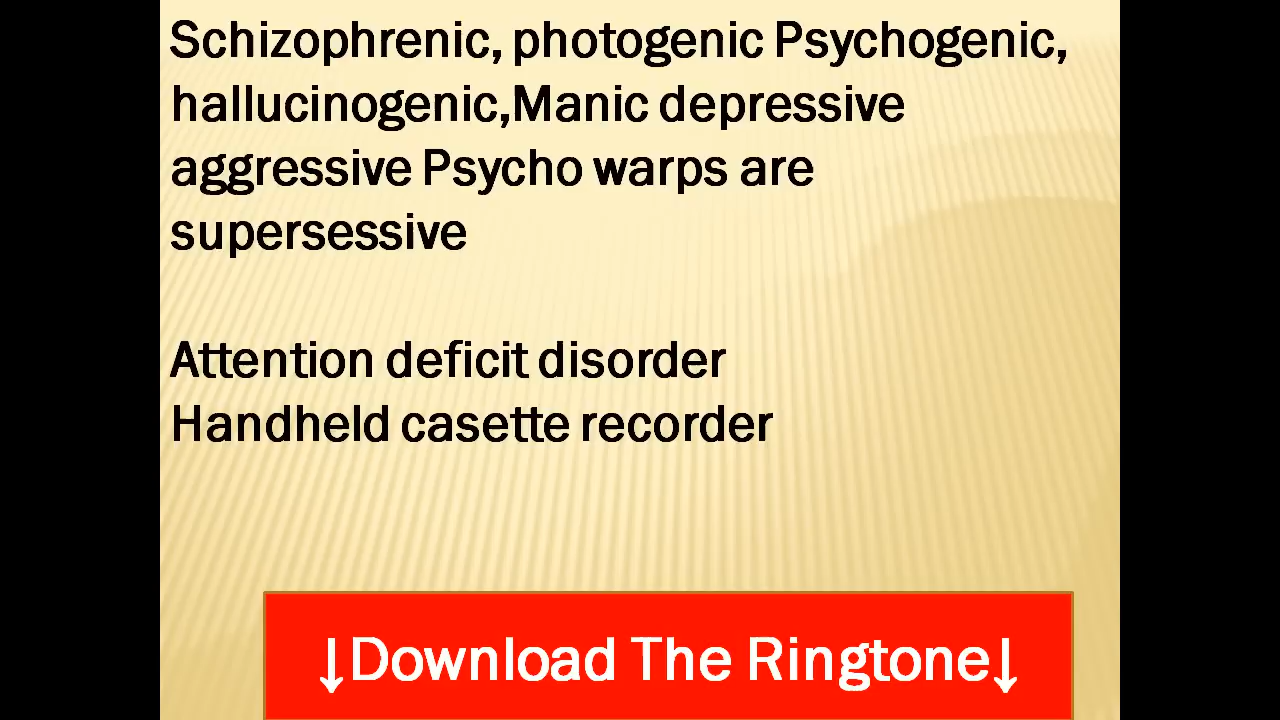 Schizophrenic, photogenic Psychogenic,
hallucinogenic,Manic depressive
aggressive Psycho warps are
supersessive
Attention deficit disorder
Handheld casette recorder
↓Download The Ringtone↓